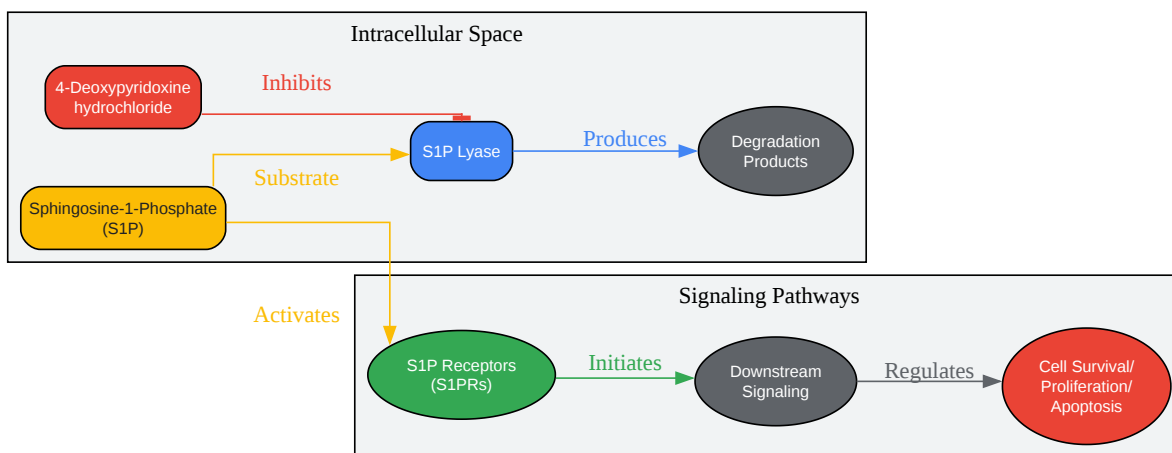 Intracellular Space
4-Deoxypyridoxine
hydrochloride
Inhibits
S1P Lyase
Produces
Degradation
Products
Substrate
Sphingosine-1-Phosphate
(S1P)
Activates
Signaling Pathways
S1P Receptors
(S1PRs)
Initiates
Downstream
Signaling
Regulates
Cell Survival/
Proliferation/
Apoptosis